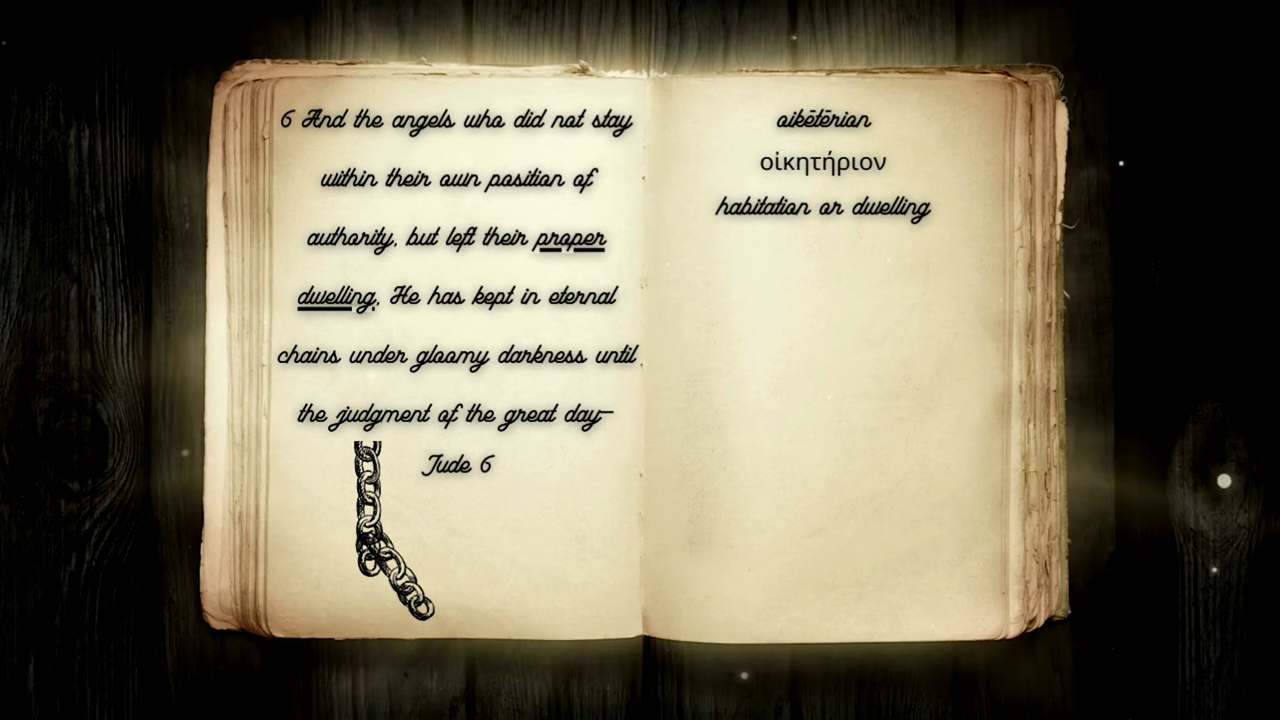 6 And the angels who did not stay
within their own position of
authority, but left their proper
dwelling, He has kept in eternal
chains under gloomy darkness until
the judgment of the great day—
Jude 6
oikētērion
οἰκητήριον
habitation or dwelling